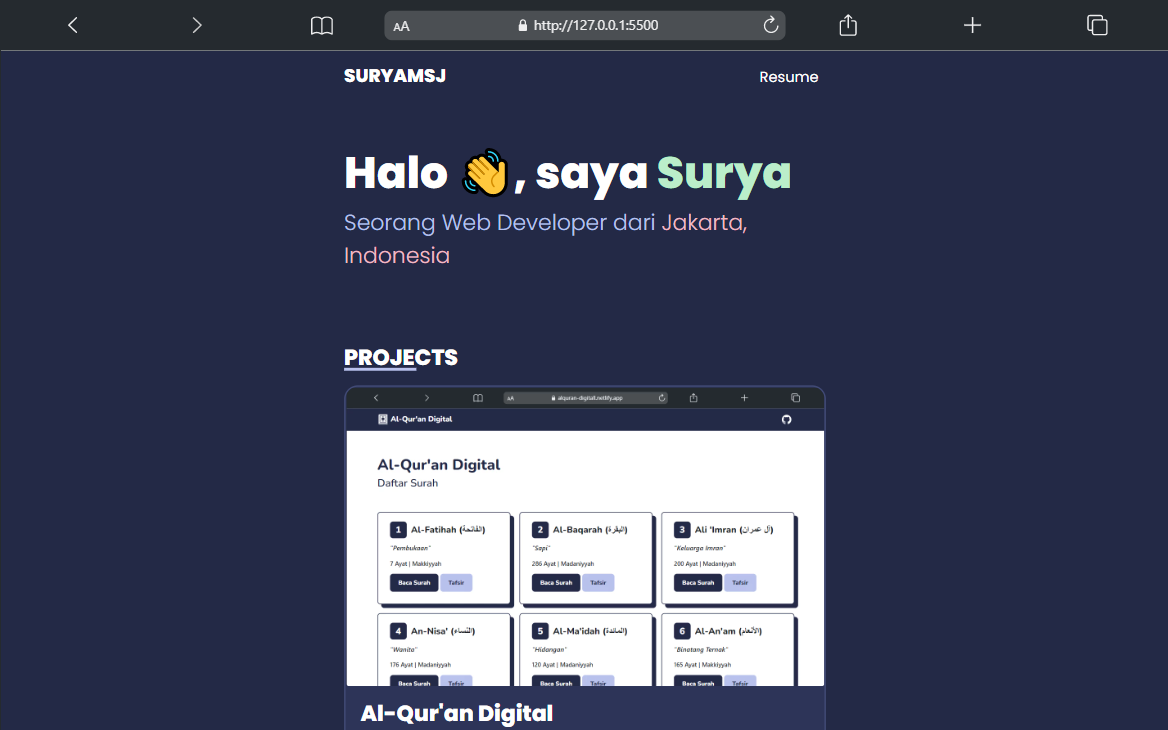 AA http://127.0.0.1:5500
SURYAMSJ Resume
Halo 👋, saya Surya
Seorang Web Developer dari Jakarta,
Indonesia
PROJECTS
AA alquran-digitall.netlify.app
Al-Qur'an Digital
Al-Qur'an Digital
Daftar Surah
1 Al-Fatihah (الفاتحة) 2 Al-Baqarah (البقرة) 3 Ali 'Imran (آل عمران)
"Pembukaan" "Sapi" "Keluarga Imran"
7 Ayat | Makkiyyah 286 Ayat | Madaniyyah 200 Ayat | Madaniyyah
Baca Surah Tafsir Baca Surah Tafsir Baca Surah Tafsir
4 An-Nisa' (النساء) 5 Al-Ma'idah (المائدة) 6 Al-An'am (الأنعام)
"Wanita" "Hidangan" "Binatang Ternak"
176 Ayat | Madaniyyah 120 Ayat | Madaniyyah 165 Ayat | Makkiyyah
Baca Surah Tafsir Baca Surah Tafsir Baca Surah Tafsir
Al-Qur'an Digital